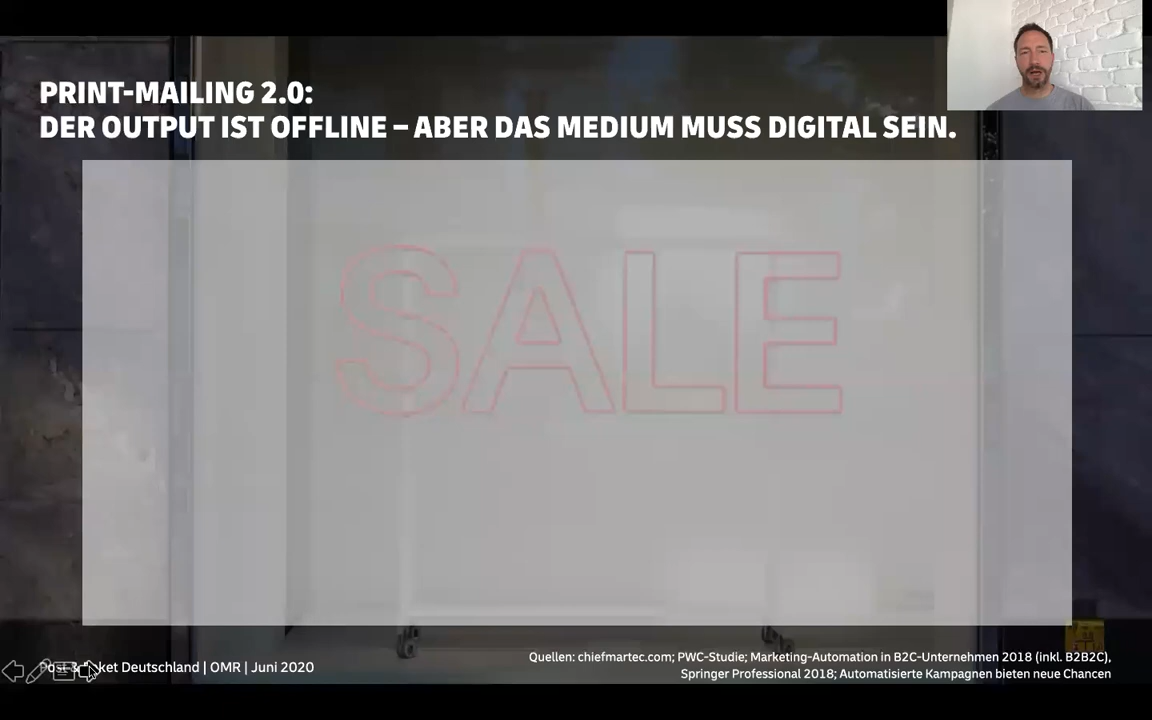 PRINT-MAILING 2.0:
DER OUTPUT IST OFFLINE – ABER DAS MEDIUM MUSS DIGITAL SEIN.
SALE
Post & Paket Deutschland | OMR | Juni 2020
Quellen: chiefmartec.com; PWC-Studie; Marketing-Automation in B2C-Unternehmen 2018 (inkl. B2B2C),
Springer Professional 2018; Automatisierte Kampagnen bieten neue Chancen